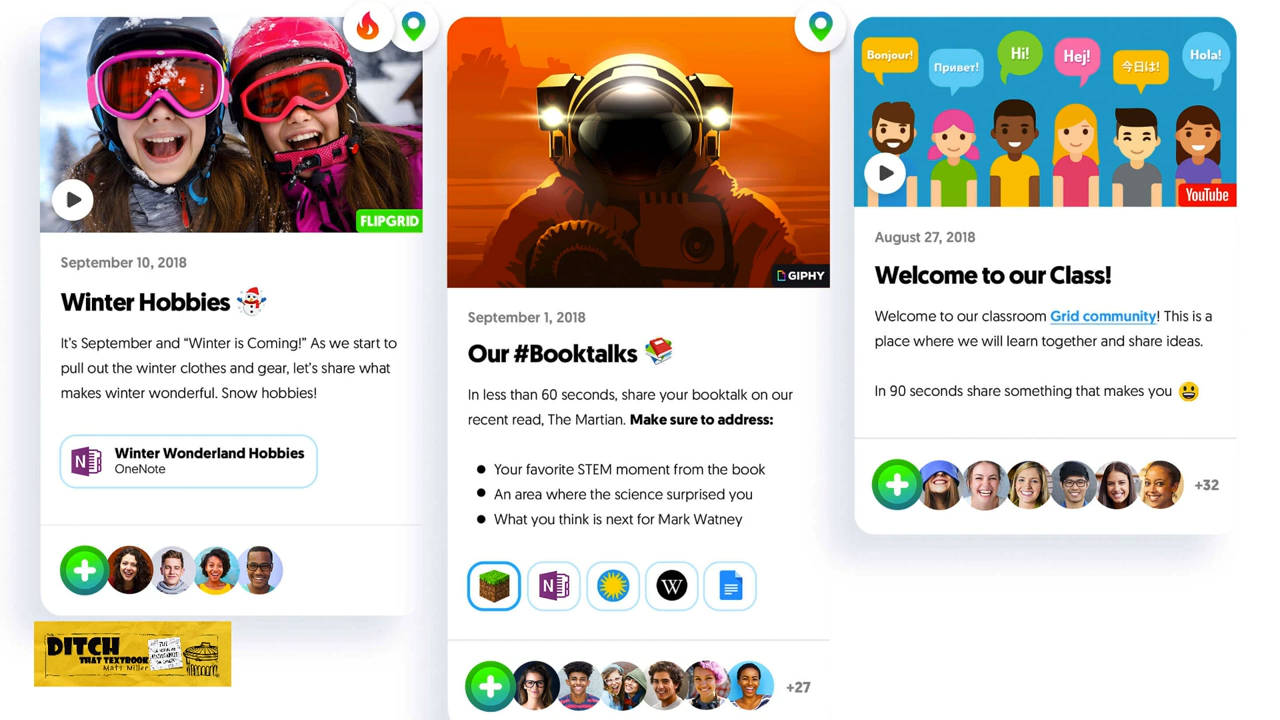 FLIPGRID
September 10, 2018
Winter Hobbies
It's September and “Winter is Coming!” As we start to
pull out the winter clothes and gear, let's share what
makes winter wonderful. Snow hobbies!
N
Winter Wonderland Hobbies
OneNote
DITCH
THAT TEXTBOOK
Matt Miller
GIPHY
September 1, 2018
Our #Booktalks
In less than 60 seconds, share your booktalk on our
recent read, The Martian. Make sure to address:
Your favorite STEM moment from the book
An area where the science surprised you
What you think is next for Mark Watney
N
W
+27
Bonjour!
Привет!
Hi!
Hej!
今日は!
Hola!
YouTube
August 27, 2018
Welcome to our Class!
Welcome to our classroom Grid community! This is a
place where we will learn together and share ideas.
In 90 seconds share something that makes you
+32